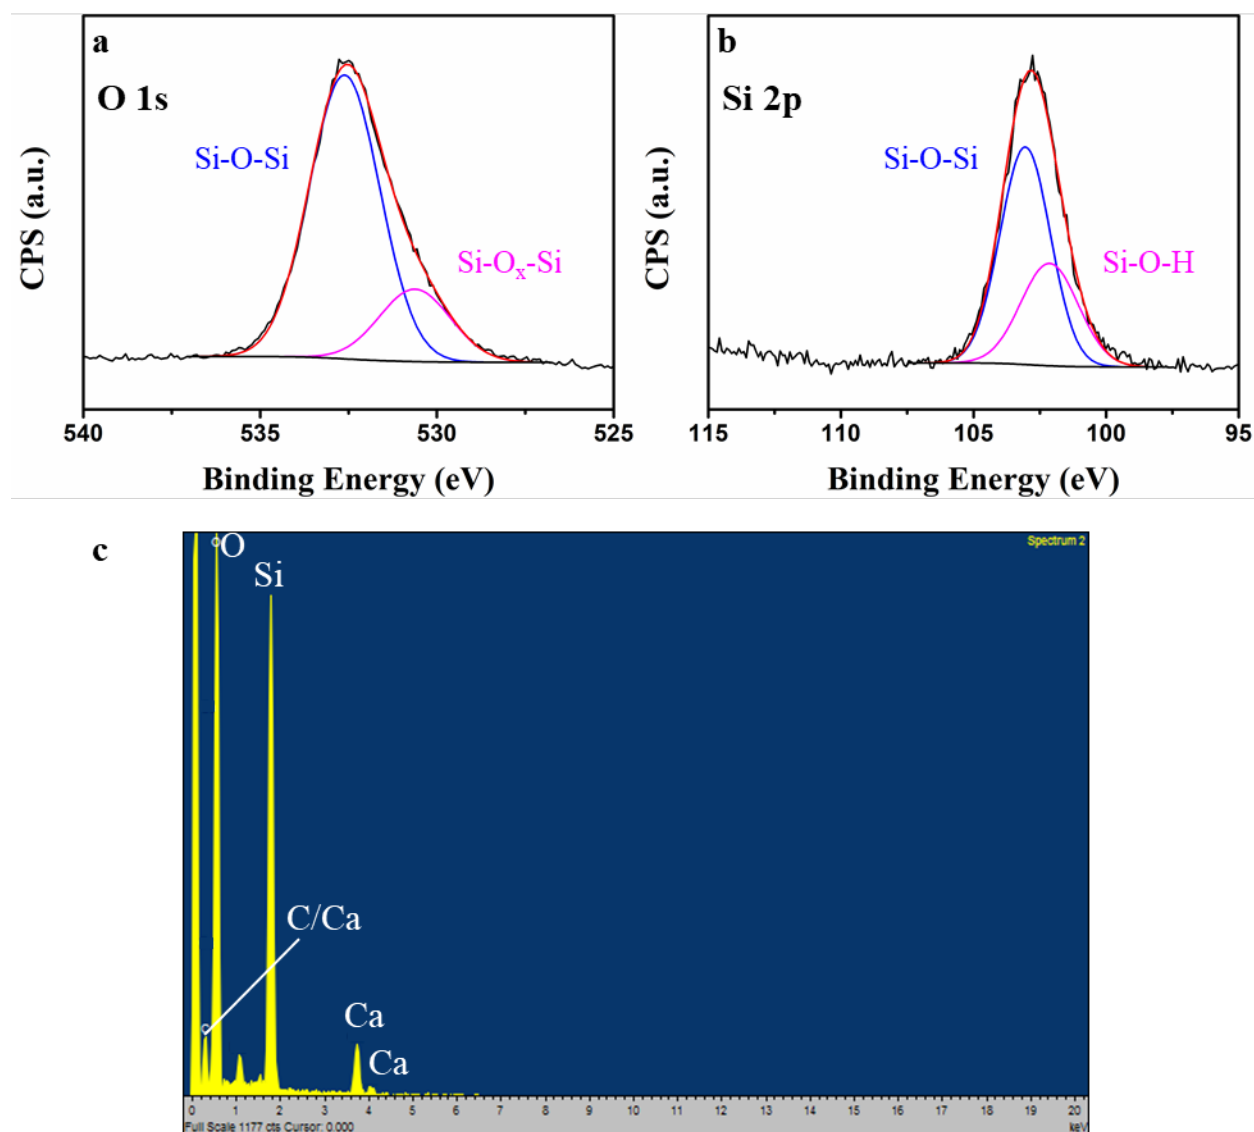 a
O 1s
Si-O-Si
Si-Oₓ-Si
CPS (a.u.)
540 535 530 525
Binding Energy (eV)
b
Si 2p
Si-O-Si
Si-O-H
CPS (a.u.)
115 110 105 100 95
Binding Energy (eV)
c
Spectrum 2
O
Si
C/Ca
Ca
Ca
0 1 2 3 4 5 6 7 8 9 10 11 12 13 14 15 16 17 18 19 20
Full Scale 1177 cts Cursor: 0.000 keV